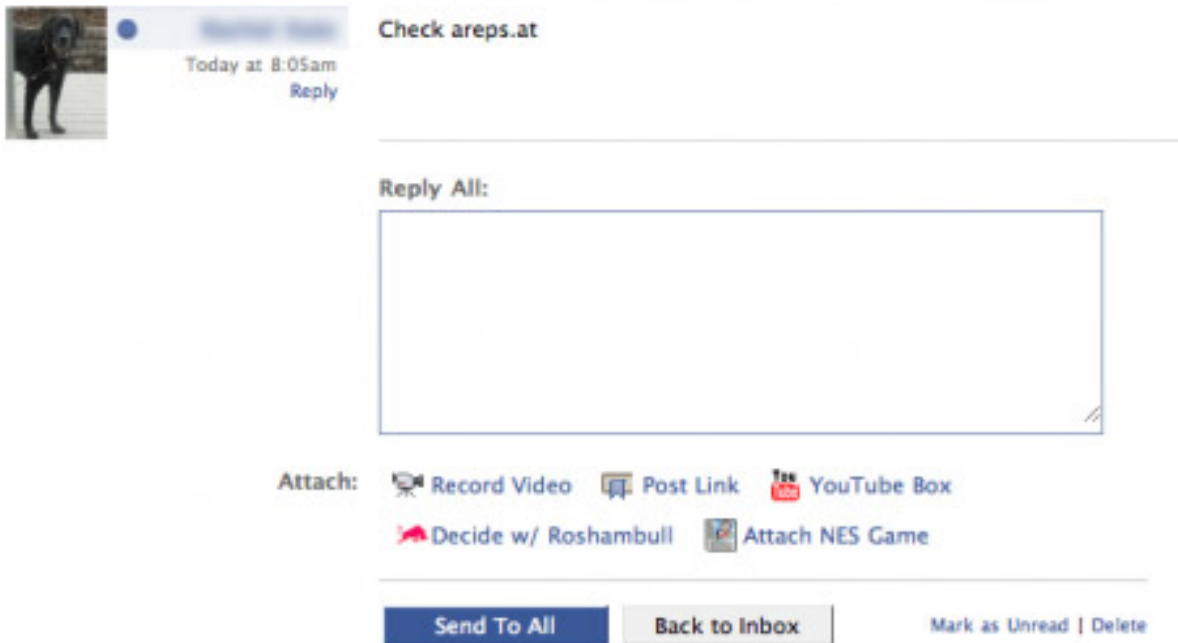 Check areps.at
Today at 8:05am
Reply
Reply All:
Attach: Record Video Post Link YouTube Box
Decide w/ Roshambull Attach NES Game
Send To All Back to Inbox Mark as Unread | Delete